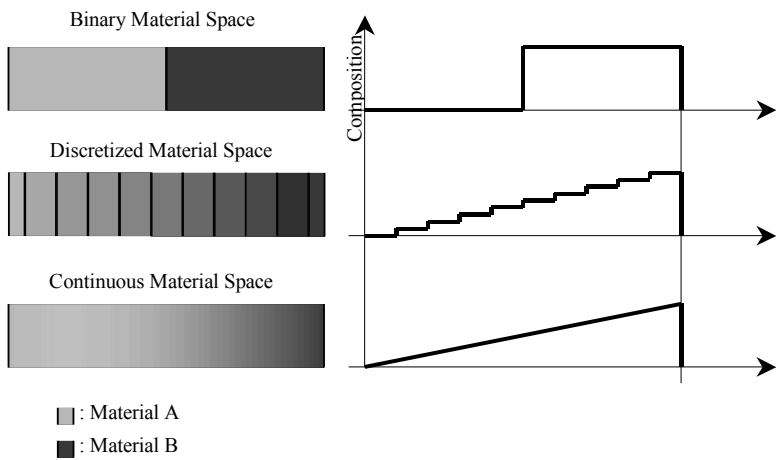 Binary Material Space
Composition
Discretized Material Space
Continuous Material Space
: Material A
: Material B